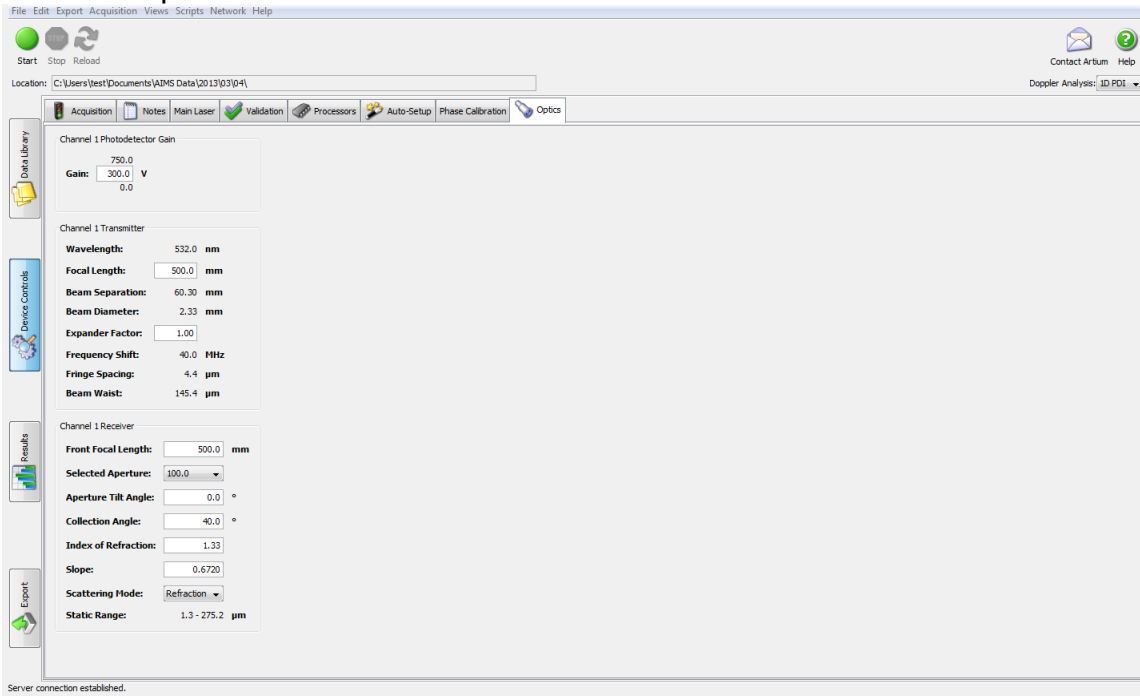 File Edit Export Acquisition Views Scripts Network Help
STOP
Start Stop Reload
Contact Artium Help
Location: C:\Users\test\Documents\AIMS Data\2013\03\04\
Doppler Analysis: 1D PDI
Acquisition Notes Main Laser Validation Processors Auto-Setup Phase Calibration Optics
Data Library
Device Controls
Results
Export
Channel 1 Photodetector Gain
750.0
Gain: 300.0 V
0.0
Channel 1 Transmitter
Wavelength: 532.0 nm
Focal Length: 500.0 mm
Beam Separation: 60.30 mm
Beam Diameter: 2.33 mm
Expander Factor: 1.00
Frequency Shift: 40.0 MHz
Fringe Spacing: 4.4 µm
Beam Waist: 145.4 µm
Channel 1 Receiver
Front Focal Length: 500.0 mm
Selected Aperture: 100.0
Aperture Tilt Angle: 0.0 °
Collection Angle: 40.0 °
Index of Refraction: 1.33
Slope: 0.6720
Scattering Mode: Refraction
Static Range: 1.3 - 275.2 µm
Server connection established.